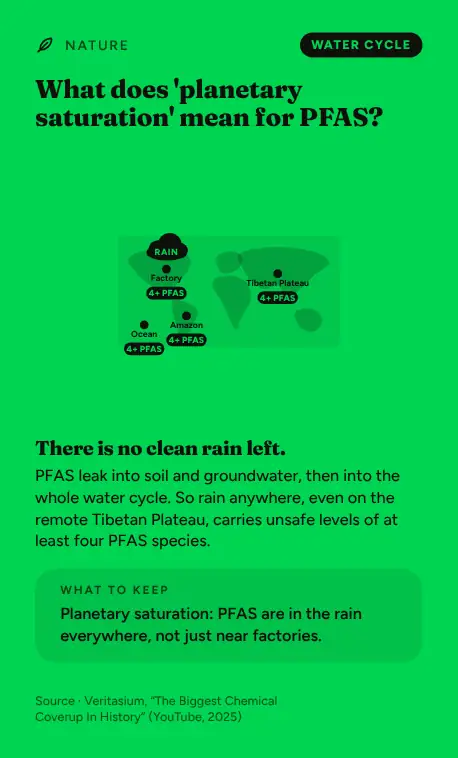 NATURE
WATER CYCLE
What does 'planetary
saturation' mean for PFAS?
RAIN
Factory
4+ PFAS
Tibetan Plateau
4+ PFAS
Ocean
4+ PFAS
Amazon
4+ PFAS
There is no clean rain left.
PFAS leak into soil and groundwater, then into the
whole water cycle. So rain anywhere, even on the
remote Tibetan Plateau, carries unsafe levels of at
least four PFAS species.
WHAT TO KEEP
Planetary saturation: PFAS are in the rain
everywhere, not just near factories.
Source · Veritasium, "The Biggest Chemical
Coverup In History" (YouTube, 2025)